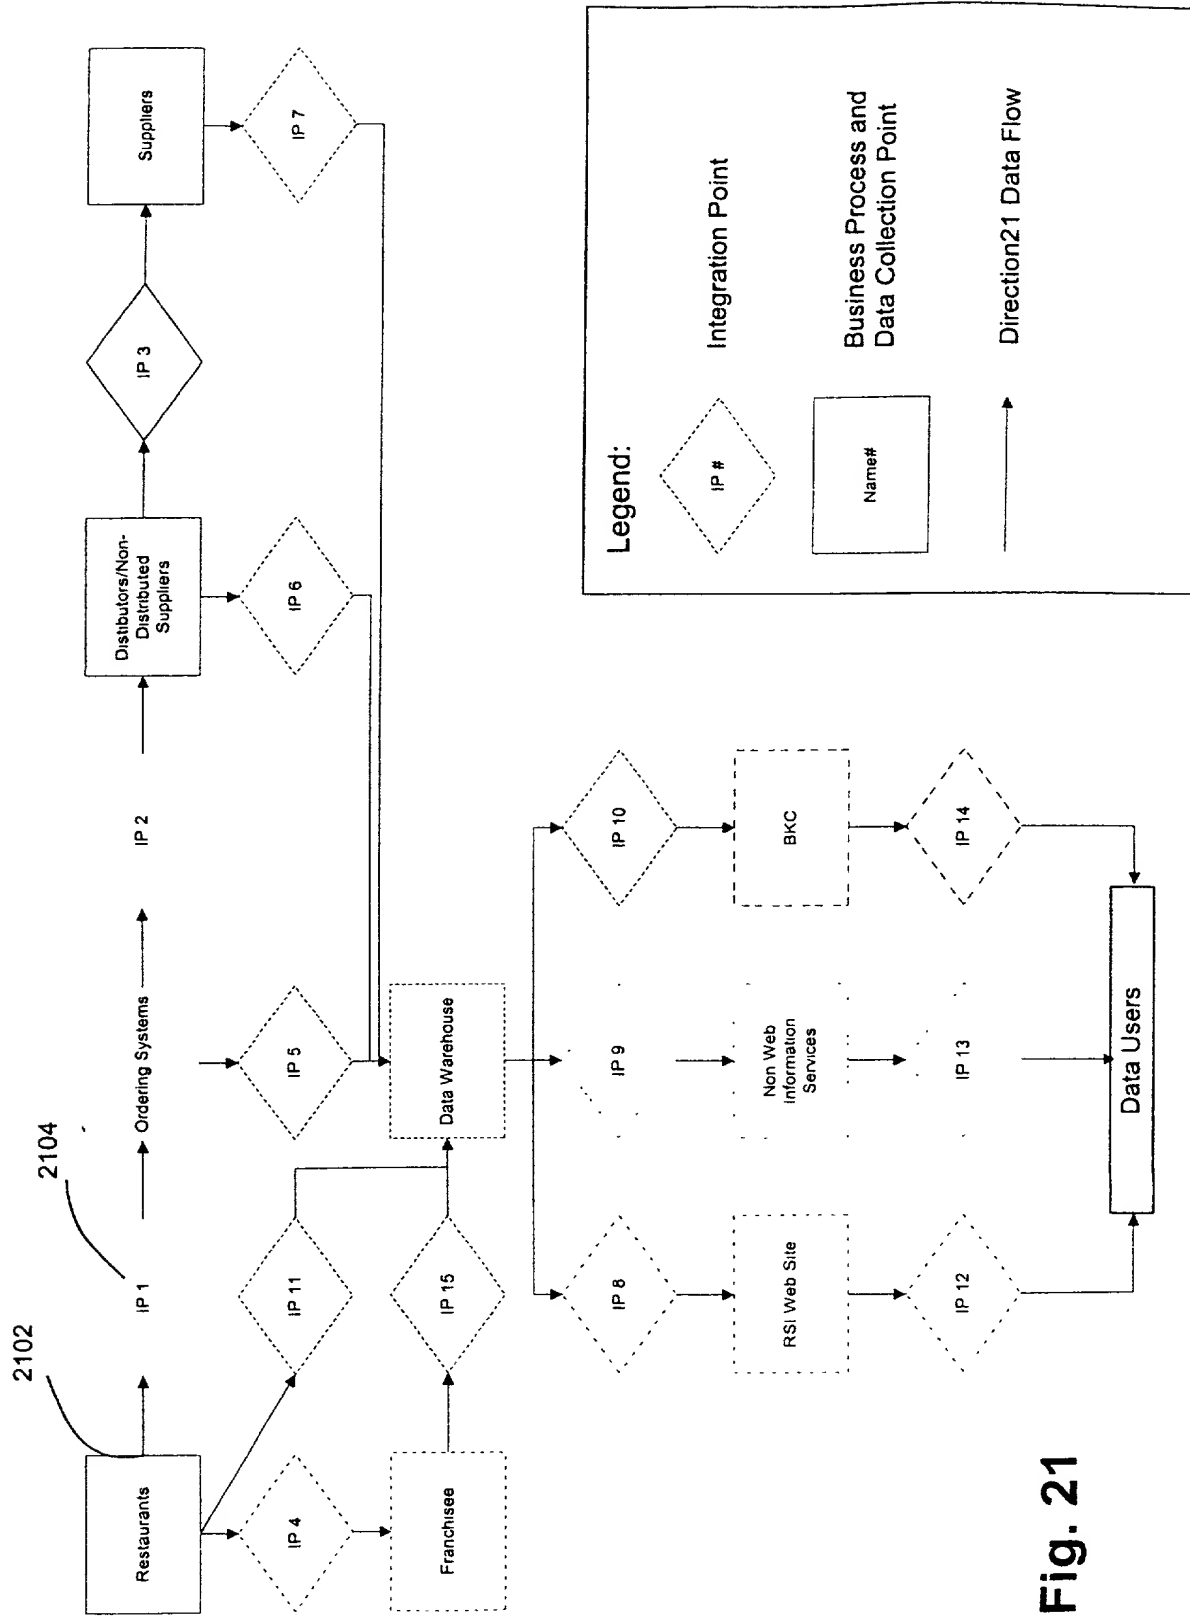 2102
2104
Restaurants
IP 1
Ordering Systems
IP 2
Distibutors/Non-
Distributed
Suppliers
IP 3
Suppliers
IP 4
IP 11
IP 5
IP 6
IP 7
Franchisee
IP 15
Data Warehouse
IP 8
IP 9
IP 10
RSI Web Site
Non Web
Information
Services
BKC
IP 12
IP 13
IP 14
Data Users
Legend:
IP #
Integration Point
Name#
Business Process and
Data Collection Point
Direction21 Data Flow
Fig. 21